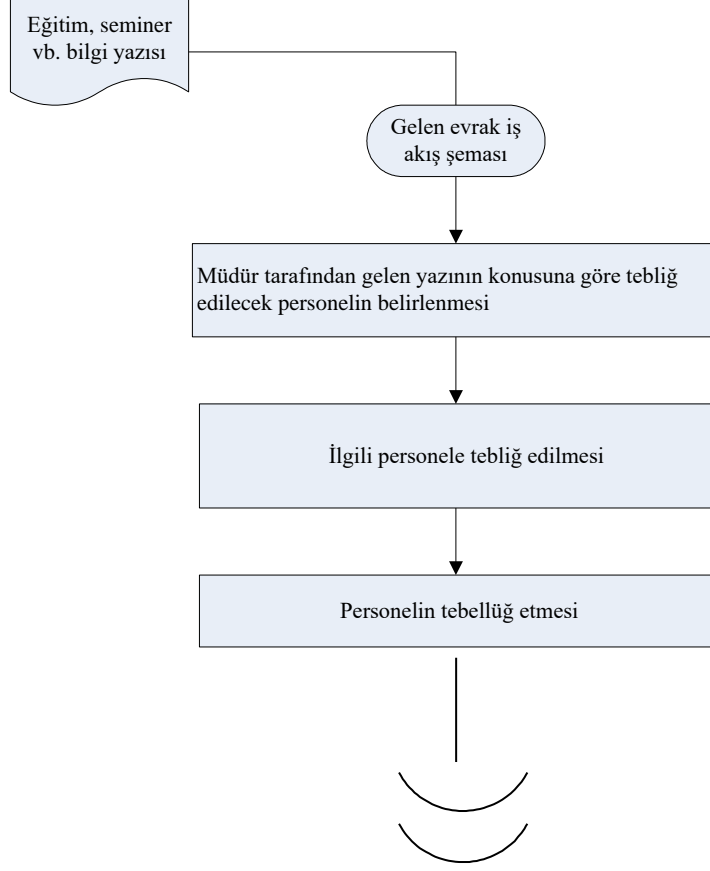 Eğitim, seminer
vb. bilgi yazısı
Gelen evrak iş
akış şeması
Müdür tarafından gelen yazının konusuna göre tebliğ
edilecek personelin belirlenmesi
İlgili personele tebliğ edilmesi
Personelin tebellüğ etmesi